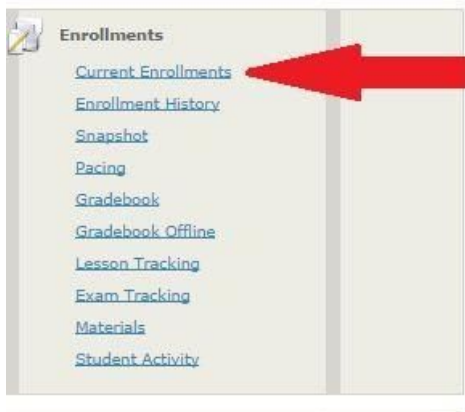 Enrollments
Current Enrollments
Enrollment History
Snapshot
Pacing
Gradebook
Gradebook Offline
Lesson Tracking
Exam Tracking
Materials
Student Activity